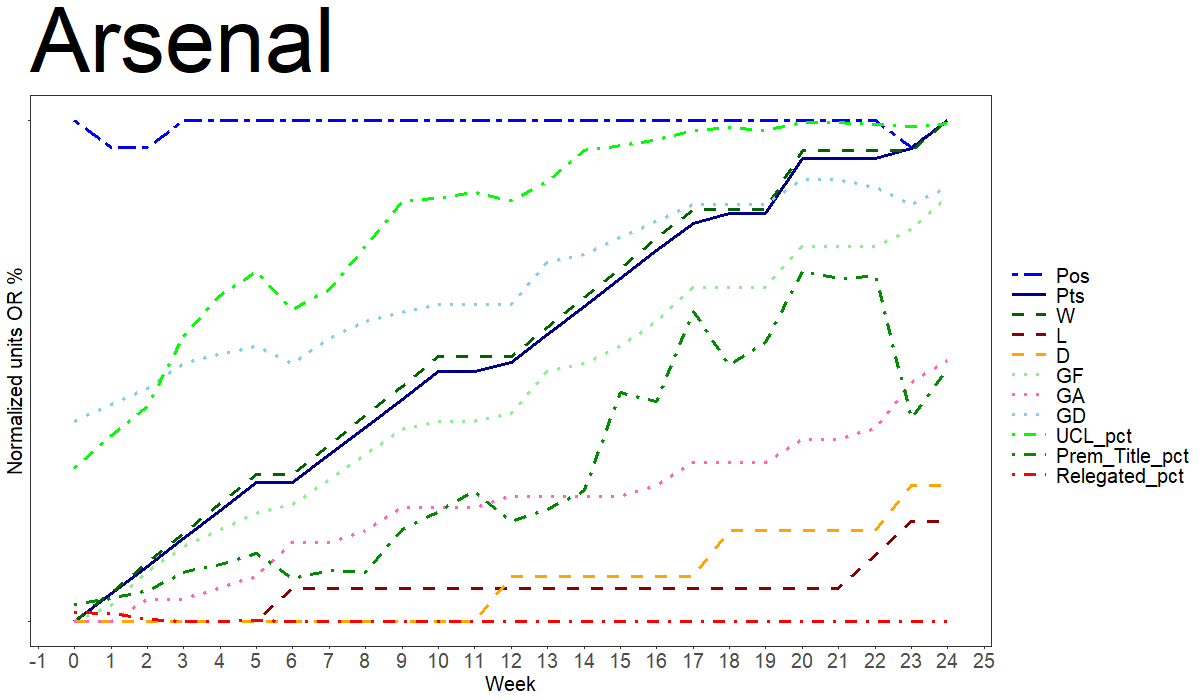 Arsenal
Normalized units OR %
Pos
Pts
W
L
D
GF
GA
GD
UCL_pct
Prem_Title_pct
Relegated_pct
-1 0 1 2 3 4 5 6 7 8 9 10 11 12 13 14 15 16 17 18 19 20 21 22 23 24 25
Week